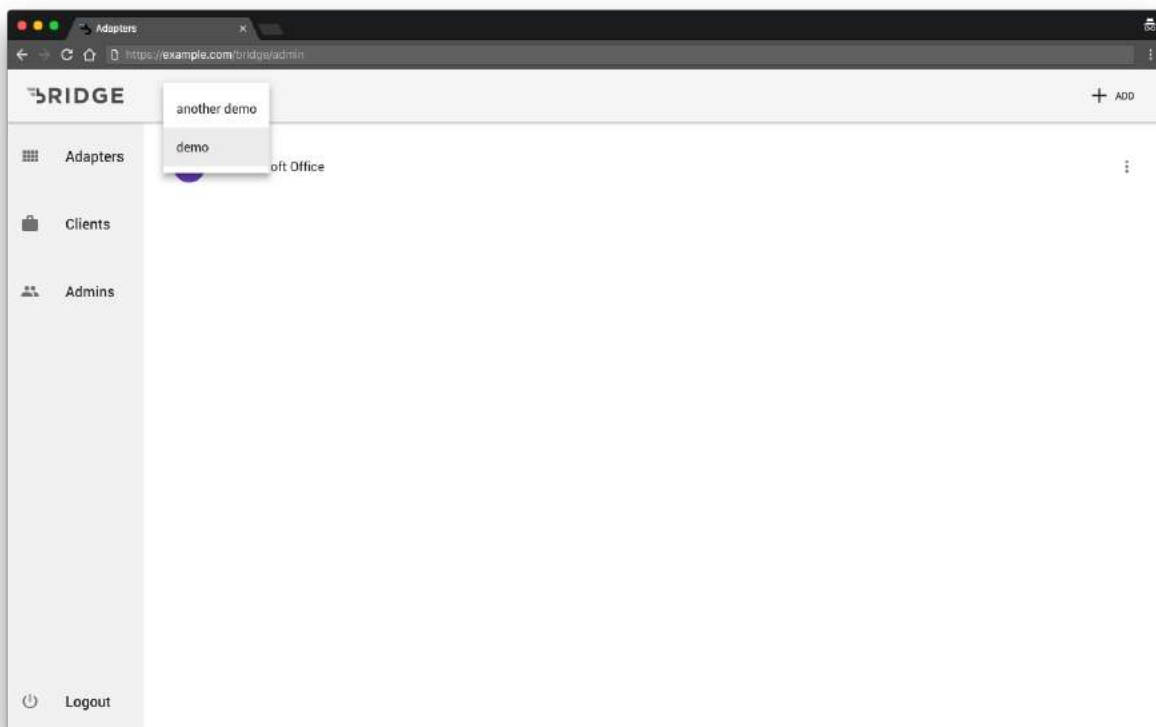 Adapters
https://example.com/bridge/admin
BRIDGE
another demo
+ ADD
demo
Adapters
oft Office
Clients
Admins
Logout